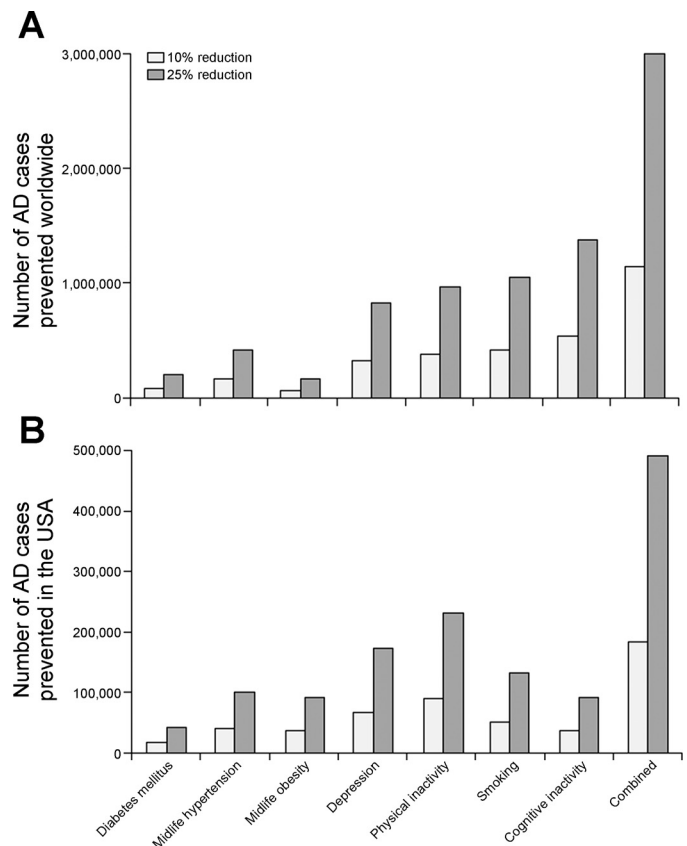 A
10% reduction
25% reduction
Number of AD cases
prevented worldwide
3,000,000
2,000,000
1,000,000
0
B
Number of AD cases
prevented in the USA
500,000
400,000
300,000
200,000
100,000
0
Diabetes mellitus
Midlife hypertension
Midlife obesity
Depression
Physical inactivity
Smoking
Cognitive inactivity
Combined